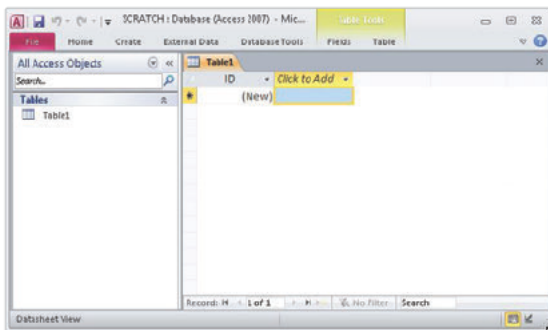 SCRATCH : Database (Access 2007) - Mic... Table Tools
File Home Create External Data Database Tools Fields Table
All Access Objects
Search...
Tables
Table1
Table1
ID Click to Add
(New)
Record: 1 of 1 No Filter Search
Datasheet View